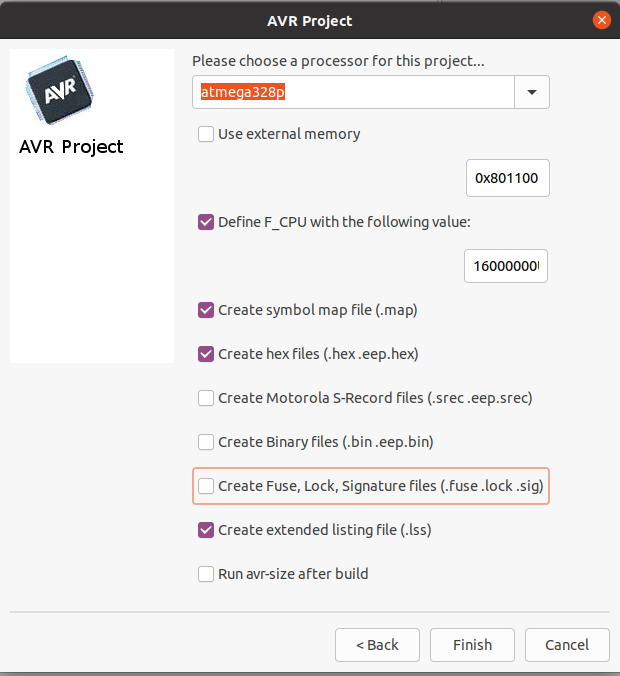 AVR Project
Please choose a processor for this project...
AVR
atmega328p
AVR Project
Use external memory
0x801100
Define F_CPU with the following value:
16000000
Create symbol map file (.map)
Create hex files (.hex .eep.hex)
Create Motorola S-Record files (.srec .eep.srec)
Create Binary files (.bin .eep.bin)
Create Fuse, Lock, Signature files (.fuse .lock .sig)
Create extended listing file (.lss)
Run avr-size after build
< Back
Finish
Cancel